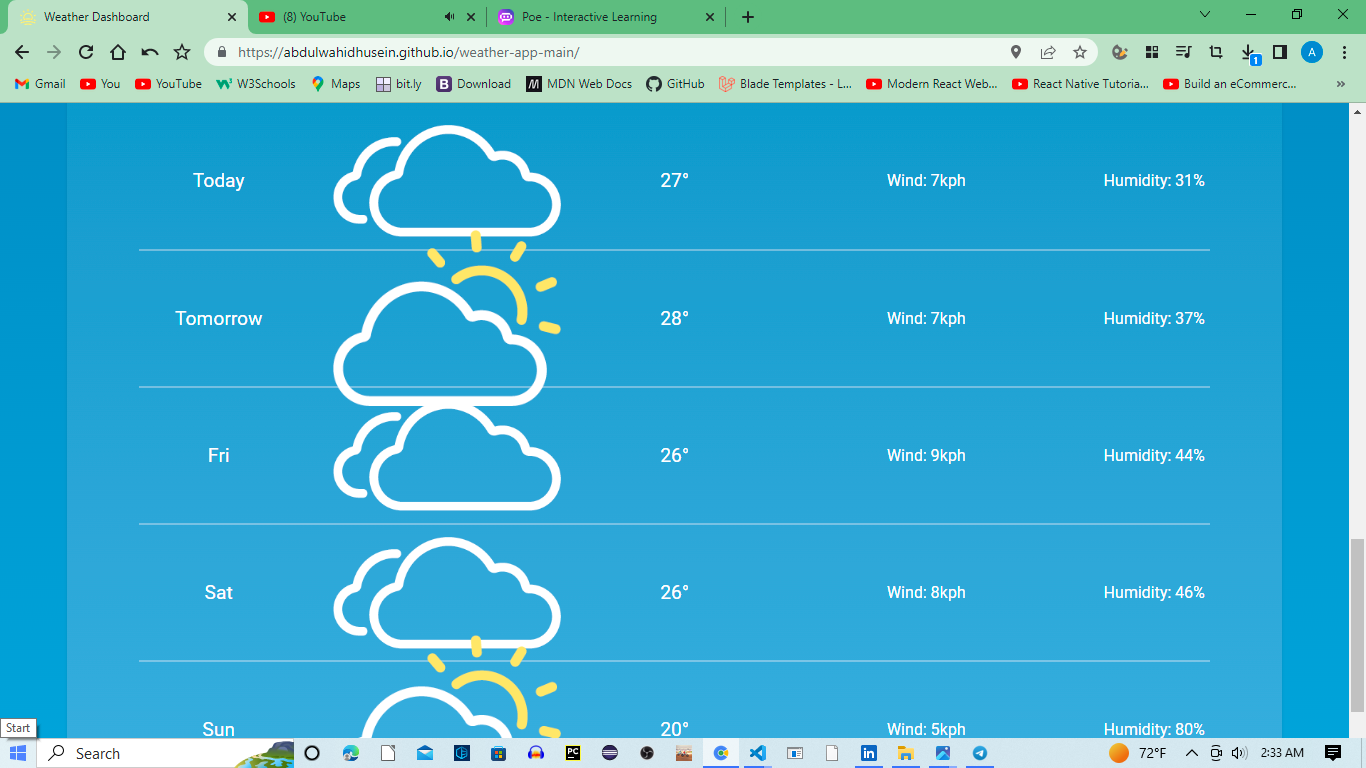 Weather Dashboard
(8) YouTube
Poe - Interactive Learning
https://abdulwahidhusein.github.io/weather-app-main/
A
1
Gmail
You
YouTube
W3Schools
Maps
bit.ly
Download
MDN Web Docs
GitHub
Blade Templates - L...
Modern React Web...
React Native Tutoria...
Build an eCommerc...
»
Today 27° Wind: 7kph Humidity: 31%
Tomorrow 28° Wind: 7kph Humidity: 37%
Fri 26° Wind: 9kph Humidity: 44%
Sat 26° Wind: 8kph Humidity: 46%
Sun 20° Wind: 5kph Humidity: 80%
Start
Search
PC
in
72°F
2:33 AM